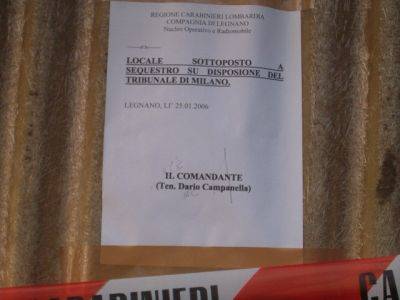 REGIONE CARABINIERI LOMBARDIA
COMPAGNIA DI LEGNANO
Nucleo Operativo e Radiomobile
LOCALE SOTTOPOSTO A
SEQUESTRO SU DISPOSIONE DEL
TRIBUNALE DI MILANO.
LEGNANO, LI' 25.01.2006
IL COMANDANTE
(Ten. Dario Campanella)
CARABINIERI CA